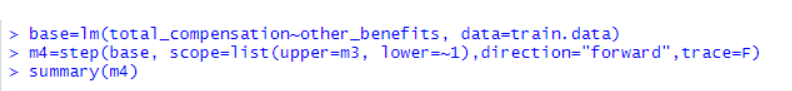 > base=lm(total_compensation~other_benefits, data=train.data)
> m4=step(base, scope=list(upper=m3, lower=~1),direction="forward",trace=F)
> summary(m4)